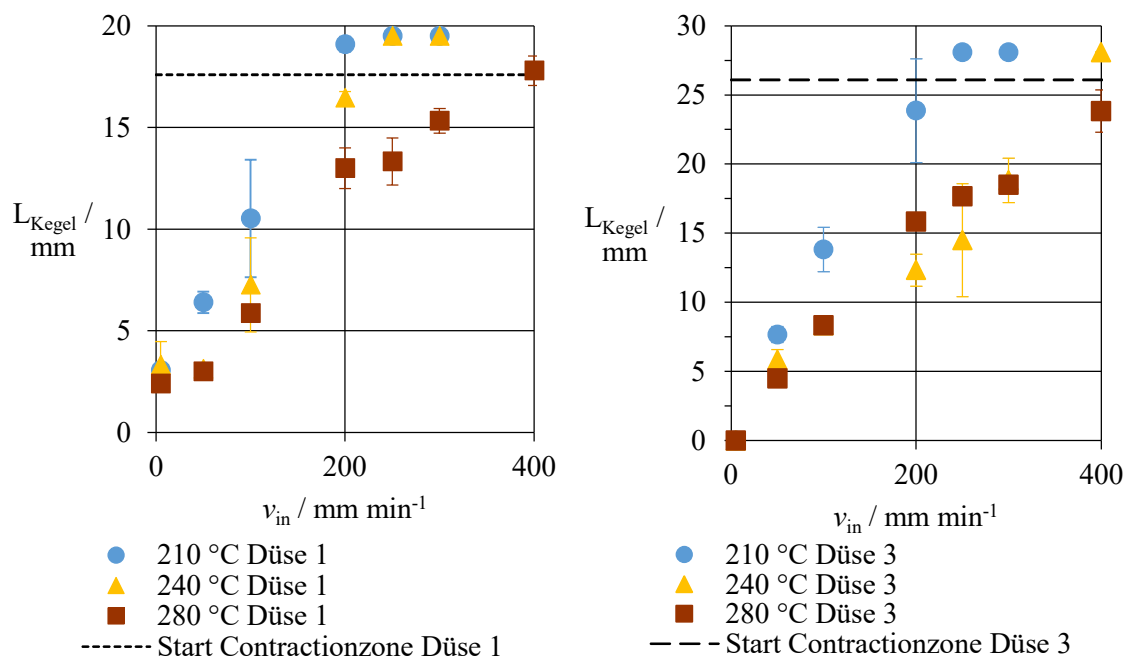 20
15
10
5
0
L_Kegel /
mm
0
200
400
v_in / mm min⁻¹
210 °C Düse 1
240 °C Düse 1
280 °C Düse 1
Start Contractionzone Düse 1
30
25
20
15
10
5
0
L_Kegel /
mm
0
200
400
v_in / mm min⁻¹
210 °C Düse 3
240 °C Düse 3
280 °C Düse 3
Start Contractionzone Düse 3